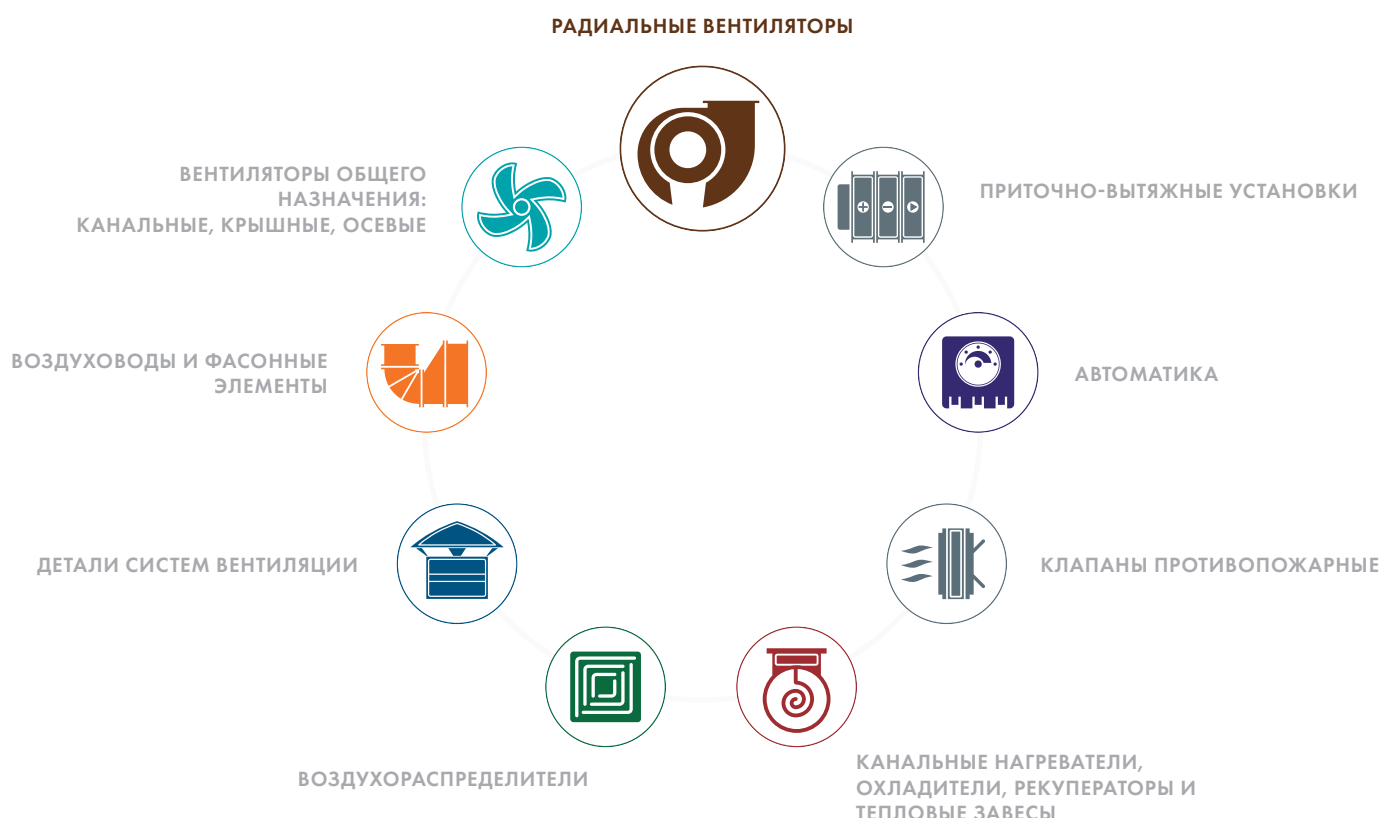 РАДИАЛЬНЫЕ ВЕНТИЛЯТОРЫ
ВЕНТИЛЯТОРЫ ОБЩЕГО
НАЗНАЧЕНИЯ:
КАНАЛЬНЫЕ, КРЫШНЫЕ, ОСЕВЫЕ
ПРИТОЧНО-ВЫТЯЖНЫЕ УСТАНОВКИ
ВОЗДУХОВОДЫ И ФАСОННЫЕ
ЭЛЕМЕНТЫ
АВТОМАТИКА
ДЕТАЛИ СИСТЕМ ВЕНТИЛЯЦИИ
КЛАПАНЫ ПРОТИВОПОЖАРНЫЕ
ВОЗДУХОРАСПРЕДЕЛИТЕЛИ
КАНАЛЬНЫЕ НАГРЕВАТЕЛИ,
ОХЛАДИТЕЛИ, РЕКУПЕРАТОРЫ И
ТЕПЛОВЫЕ ЗАВЕСЫ